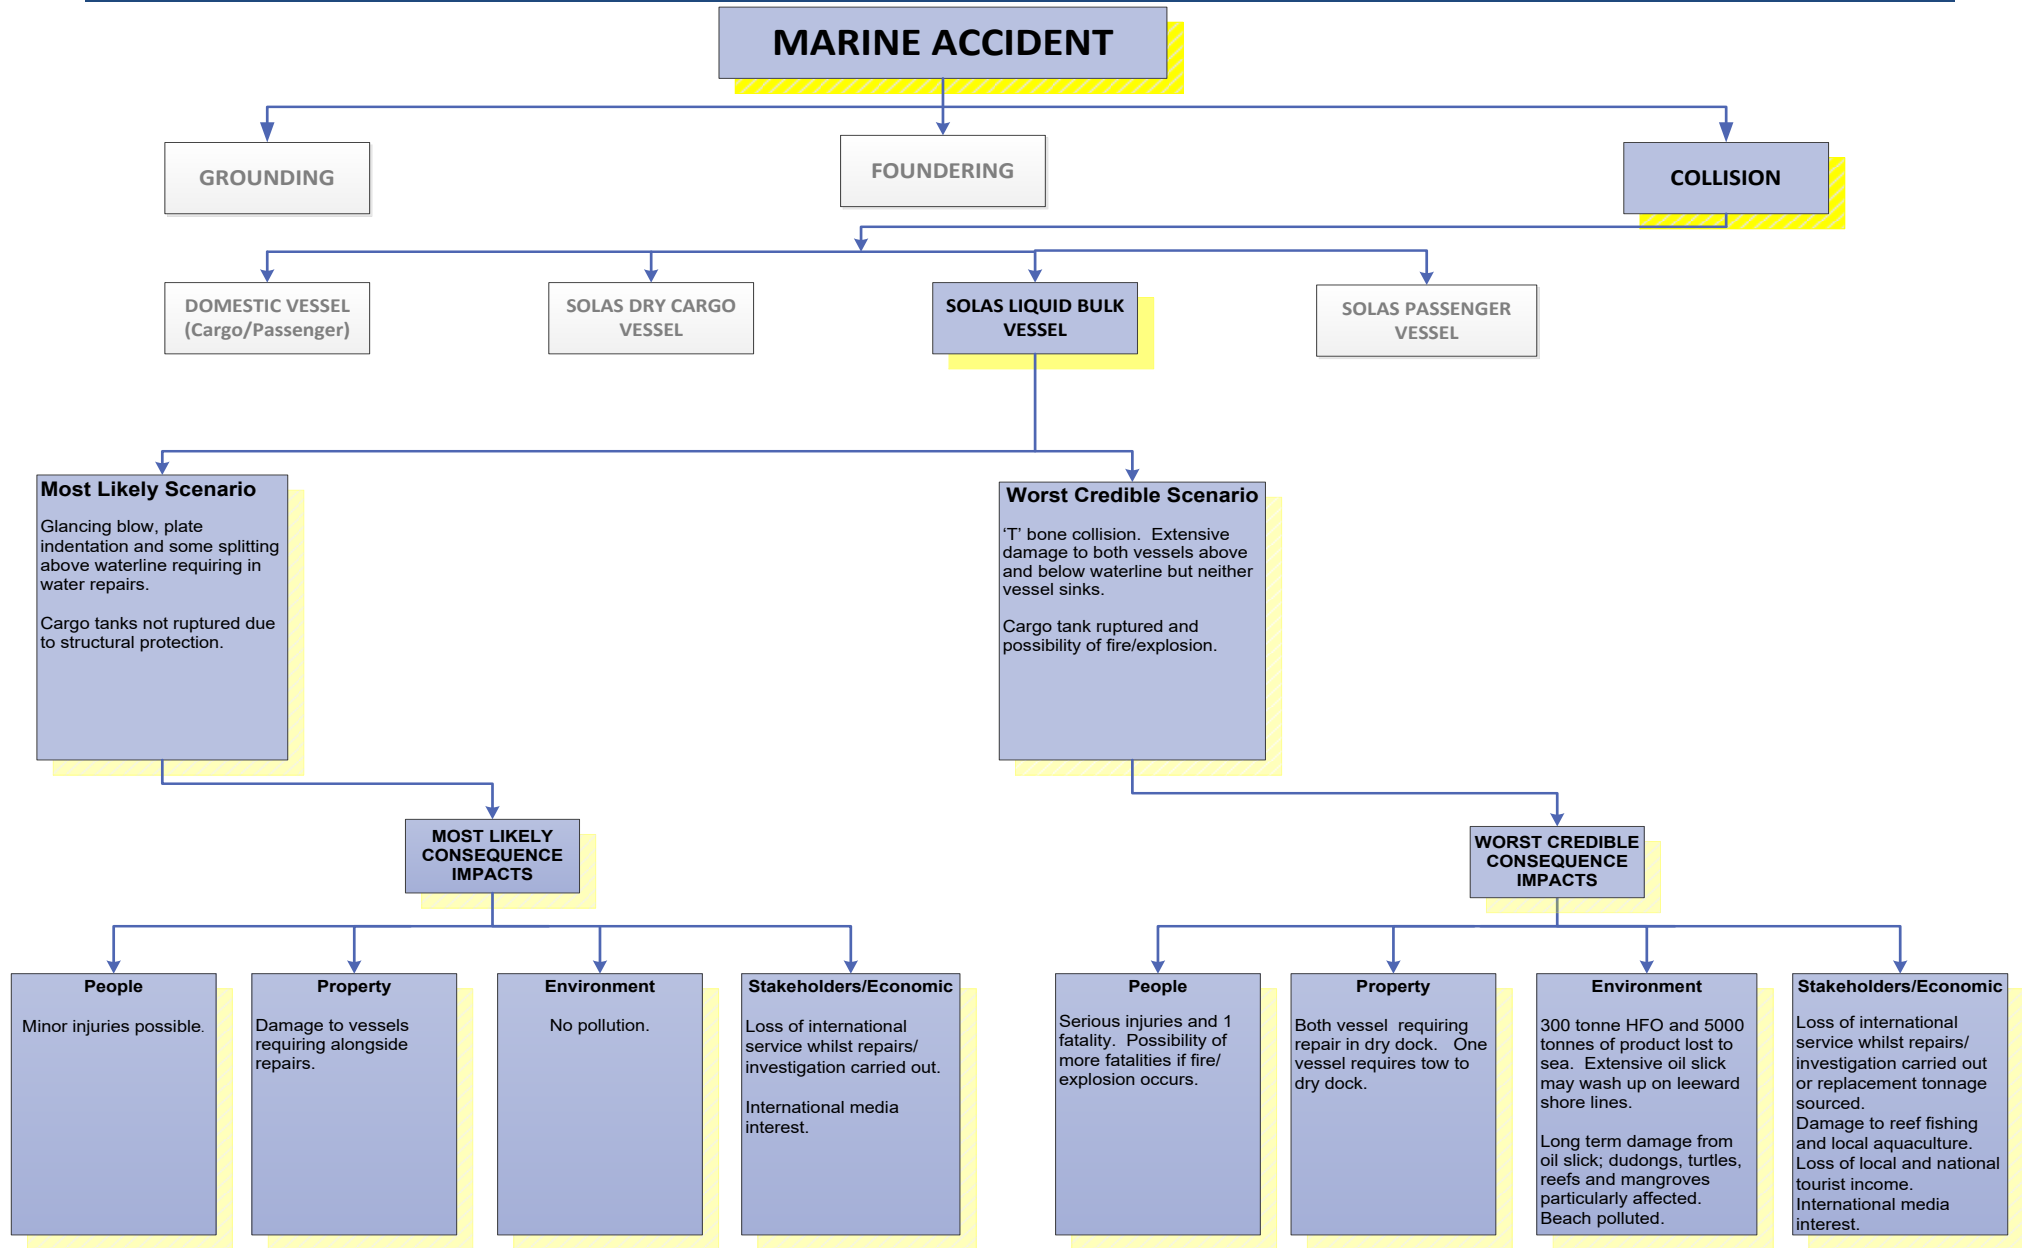 MARINE ACCIDENT
GROUNDING
FOUNDERING
COLLISION
DOMESTIC VESSEL
(Cargo/Passenger)
SOLAS DRY CARGO
VESSEL
SOLAS LIQUID BULK
VESSEL
SOLAS PASSENGER
VESSEL
Most Likely Scenario
Glancing blow, plate
indentation and some splitting
above waterline requiring in
water repairs.
Cargo tanks not ruptured due
to structural protection.
Worst Credible Scenario
‘T’ bone collision.  Extensive
damage to both vessels above
and below waterline but neither
vessel sinks.
Cargo tank ruptured and
possibility of fire/explosion.
MOST LIKELY
CONSEQUENCE
IMPACTS
WORST CREDIBLE
CONSEQUENCE
IMPACTS
People
Minor injuries possible.
Property
Damage to vessels
requiring alongside
repairs.
Environment
No pollution.
Stakeholders/Economic
Loss of international
service whilst repairs/
investigation carried out.
International media
interest.
People
Serious injuries and 1
fatality.  Possibility of
more fatalities if fire/
explosion occurs.
Property
Both vessel  requiring
repair in dry dock.   One
vessel requires tow to
dry dock.
Environment
300 tonne HFO and 5000
tonnes of product lost to
sea.  Extensive oil slick
may wash up on leeward
shore lines.
Long term damage from
oil slick; dudongs, turtles,
reefs and mangroves
particularly affected.
Beach polluted.
Stakeholders/Economic
Loss of international
service whilst repairs/
investigation carried out
or replacement tonnage
sourced.
Damage to reef fishing
and local aquaculture.
Loss of local and national
tourist income.
International media
interest.